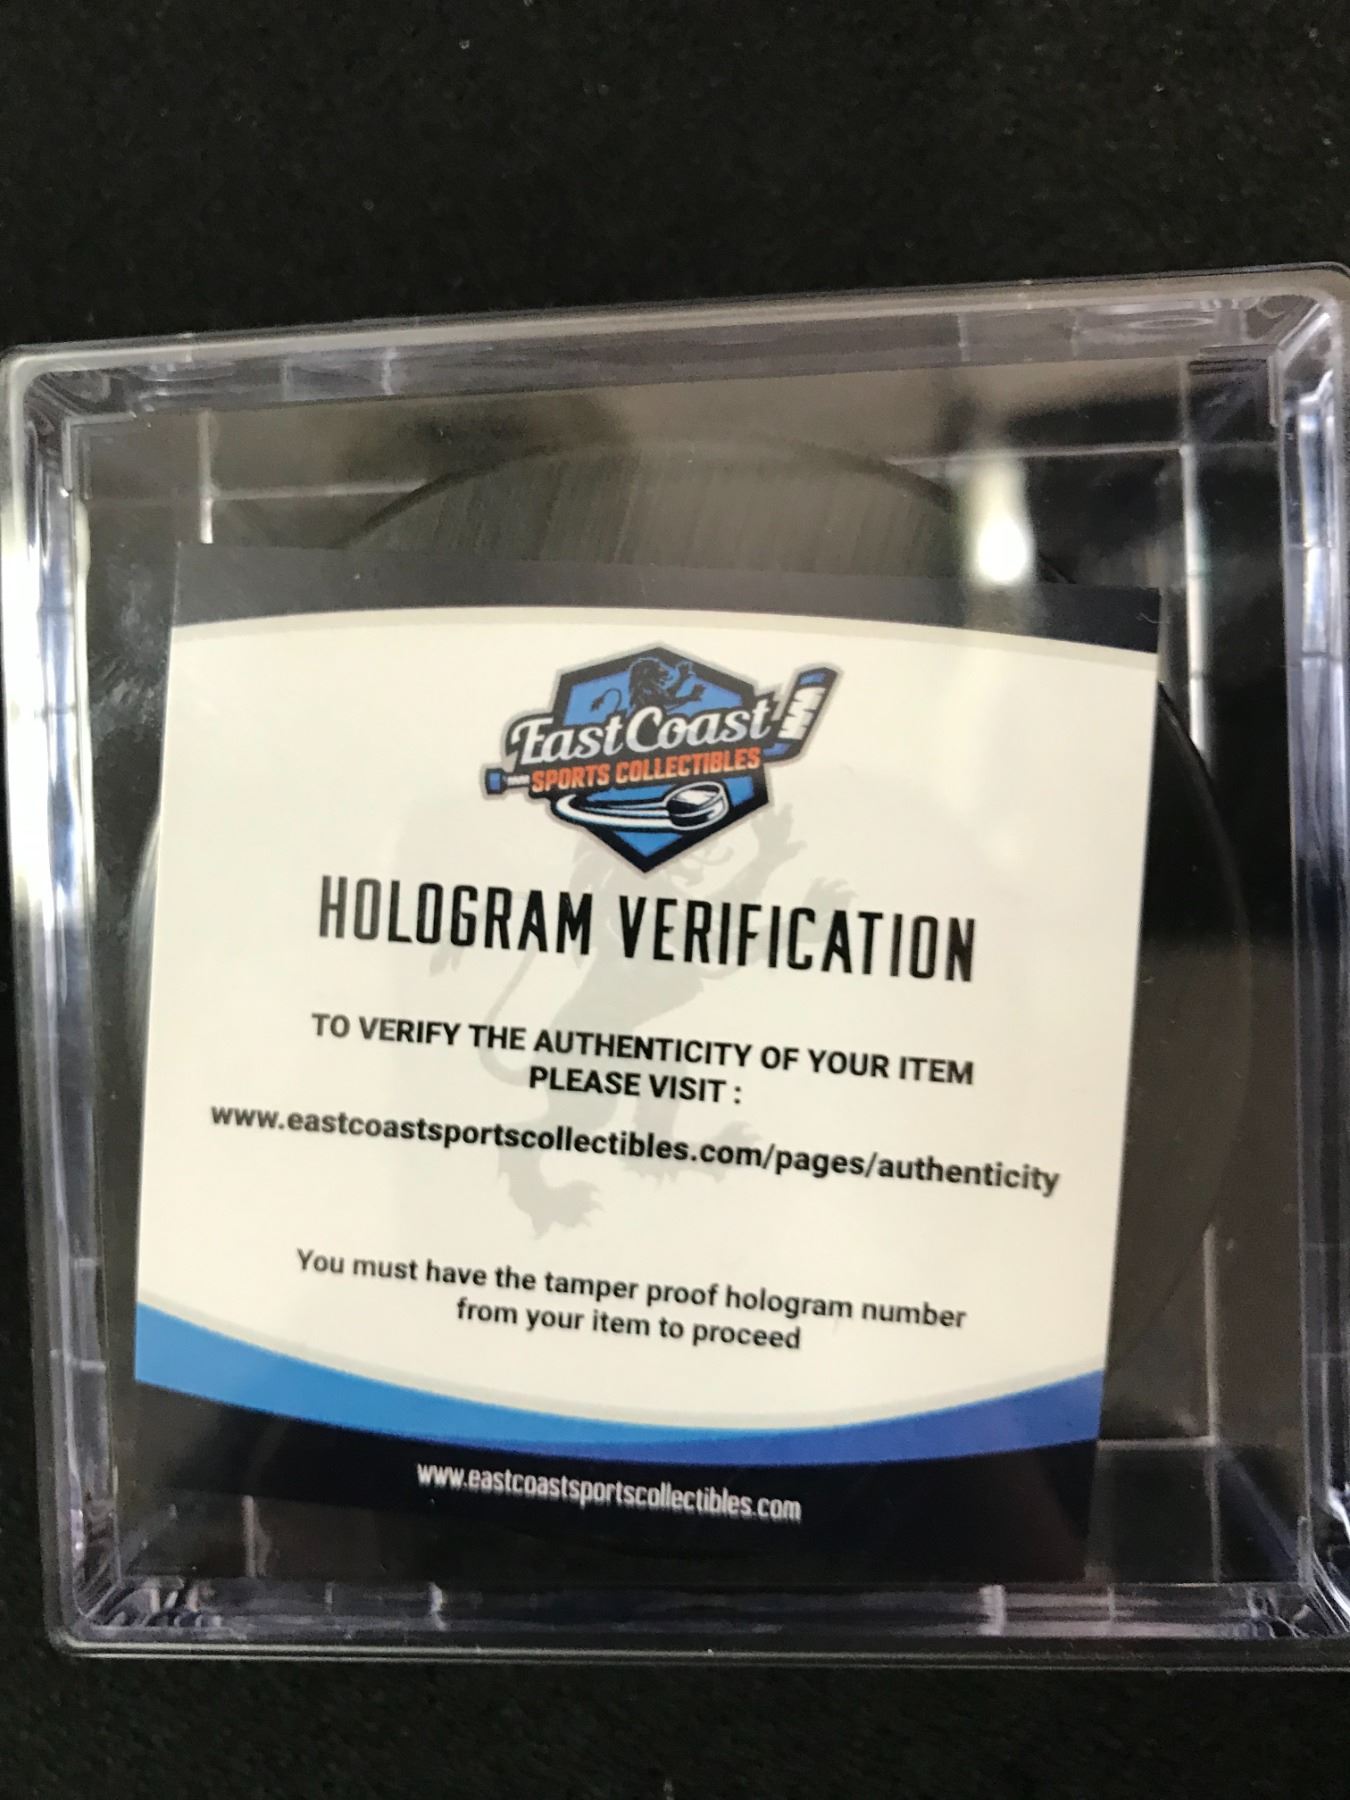 East Coast
SPORTS COLLECTIBLES
HOLOGRAM VERIFICATION
TO VERIFY THE AUTHENTICITY OF YOUR ITEM
PLEASE VISIT :
www.eastcoastsportscollectibles.com/pages/authenticity
You must have the tamper proof hologram number
from your item to proceed
www.eastcoastsportscollectibles.com